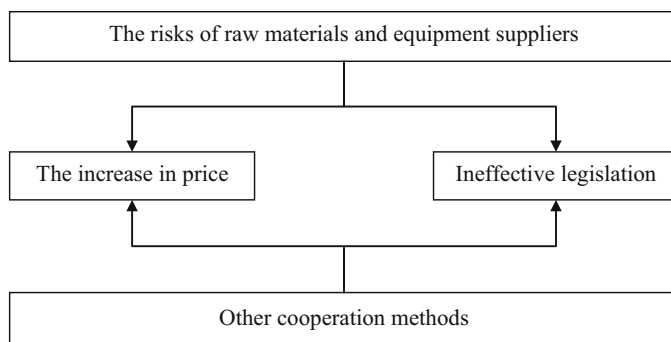 The risks of raw materials and equipment suppliers
The increase in price
Ineffective legislation
Other cooperation methods